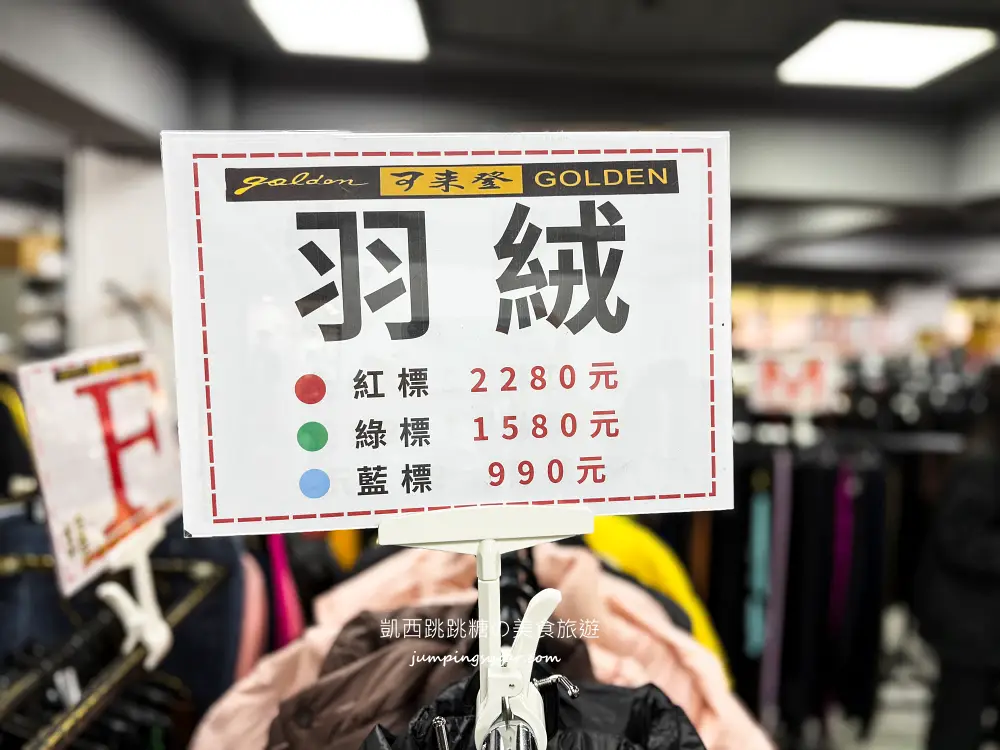 golden 可来登 GOLDEN
羽絨
紅標 2280元
綠標 1580元
藍標 990元
F
M
凱西跳跳糖の美食旅遊
jumpingsugar.com